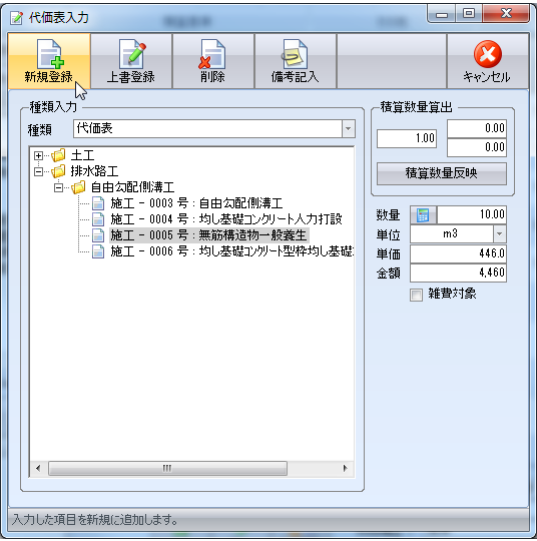 代価表入力
新規登録
上書登録
削除
備考記入
キャンセル
種類入力
種類 代価表
土工
排水路工
自由勾配側溝工
施工 - 0003 号 : 自由勾配側溝工
施工 - 0004 号 : 均し基礎コンクリート人力打設
施工 - 0005 号 : 無筋構造物一般養生
施工 - 0006 号 : 均し基礎コンクリート型枠均し基礎
積算数量算出
1.00
0.00
0.00
積算数量反映
数量 10.00
単位 m3
単価 446.0
金額 4,460
雑費対象
入力した項目を新規に追加します。